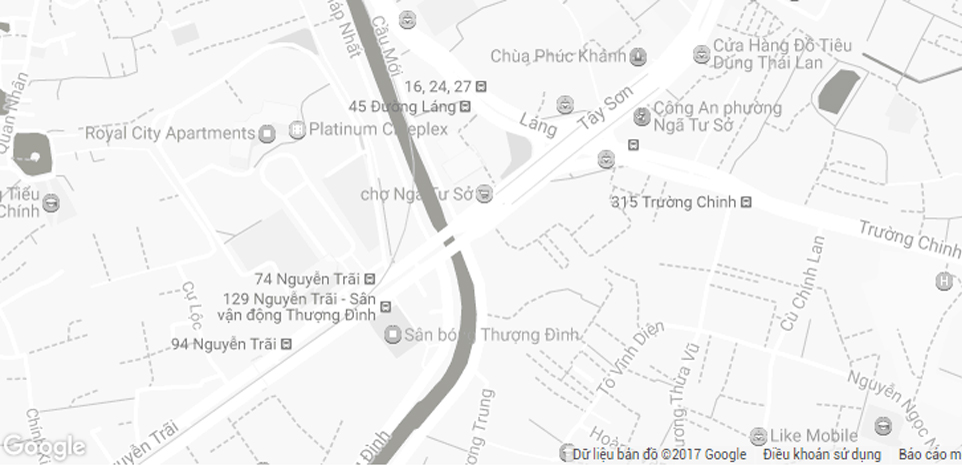 Cầu Mới
Chùa Phúc Khánh
Cửa Hàng Đồ Tiêu
Dùng Thái Lan
16, 24, 27
45 Đường Láng
Láng
Tây Sơn
Công An phường
Ngã Tư Sở
Quan Nhân
Royal City Apartments
Platinum Cineplex
Tiểu
Chính
chợ Ngã Tư Sở
315 Trường Chinh
Trường Chinh
74 Nguyễn Trãi
129 Nguyễn Trãi - Sân
vận động Thượng Đình
94 Nguyễn Trãi
Sân bóng Thượng Đình
Cự Lộc
Cù Chính Lan
Tô Vĩnh Diện
Nguyễn Ngọc
Trãi
Đình
Trung
Thừa Vũ
Like Mobile
Google
Dữ liệu bản đồ ©2017 Google
Điều khoản sử dụng
Báo cáo